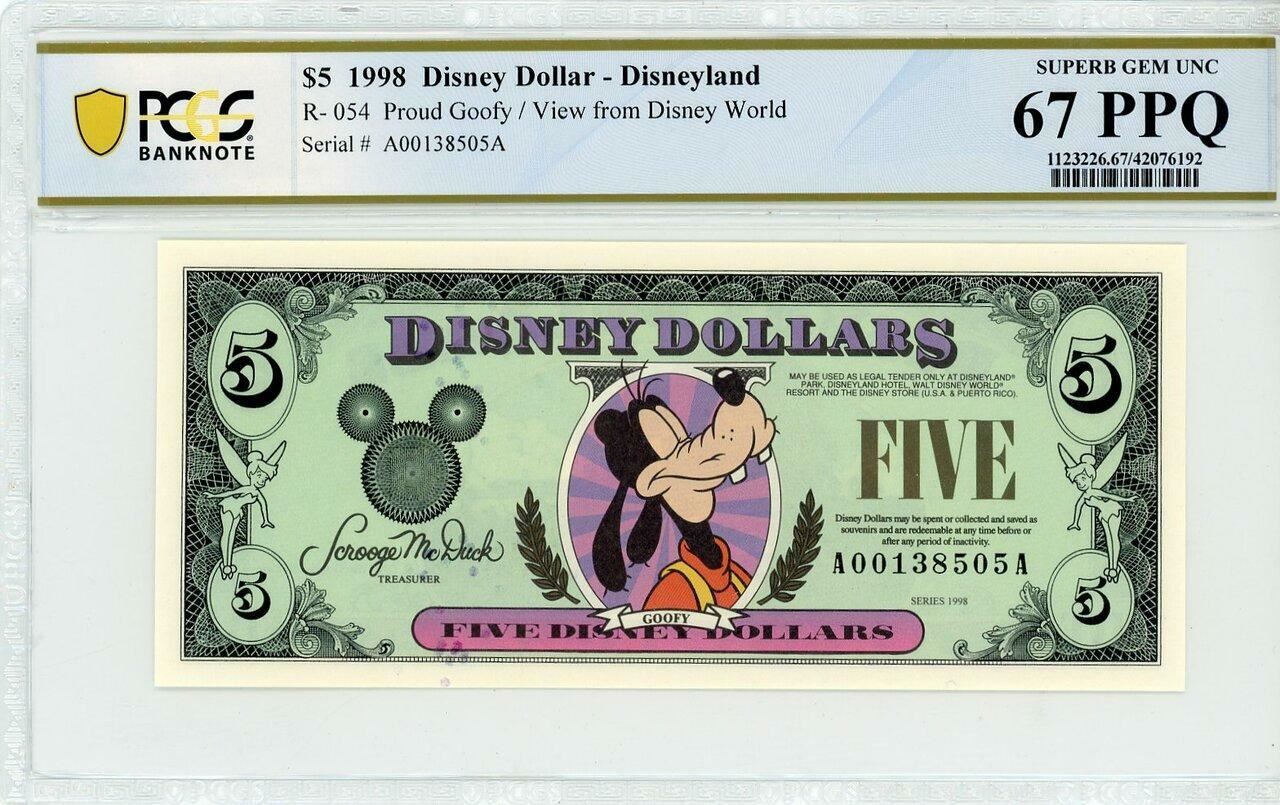 PCGS
BANKNOTE
$5 1998 Disney Dollar - Disneyland
R- 054 Proud Goofy / View from Disney World
Serial # A00138505A
SUPERB GEM UNC
67 PPQ
1123226.67/42076192
5
5
DISNEY DOLLARS
MAY BE USED AS LEGAL TENDER ONLY AT DISNEYLAND®
PARK, DISNEYLAND HOTEL, WALT DISNEY WORLD®
RESORT AND THE DISNEY STORE (U.S.A. & PUERTO RICO).
FIVE
Disney Dollars may be spent or collected and saved as
souvenirs and are redeemable at any time before or
after any period of inactivity.
A00138505A
SERIES 1998
Scrooge McDuck
TREASURER
5
5
GOOFY
FIVE DISNEY DOLLARS